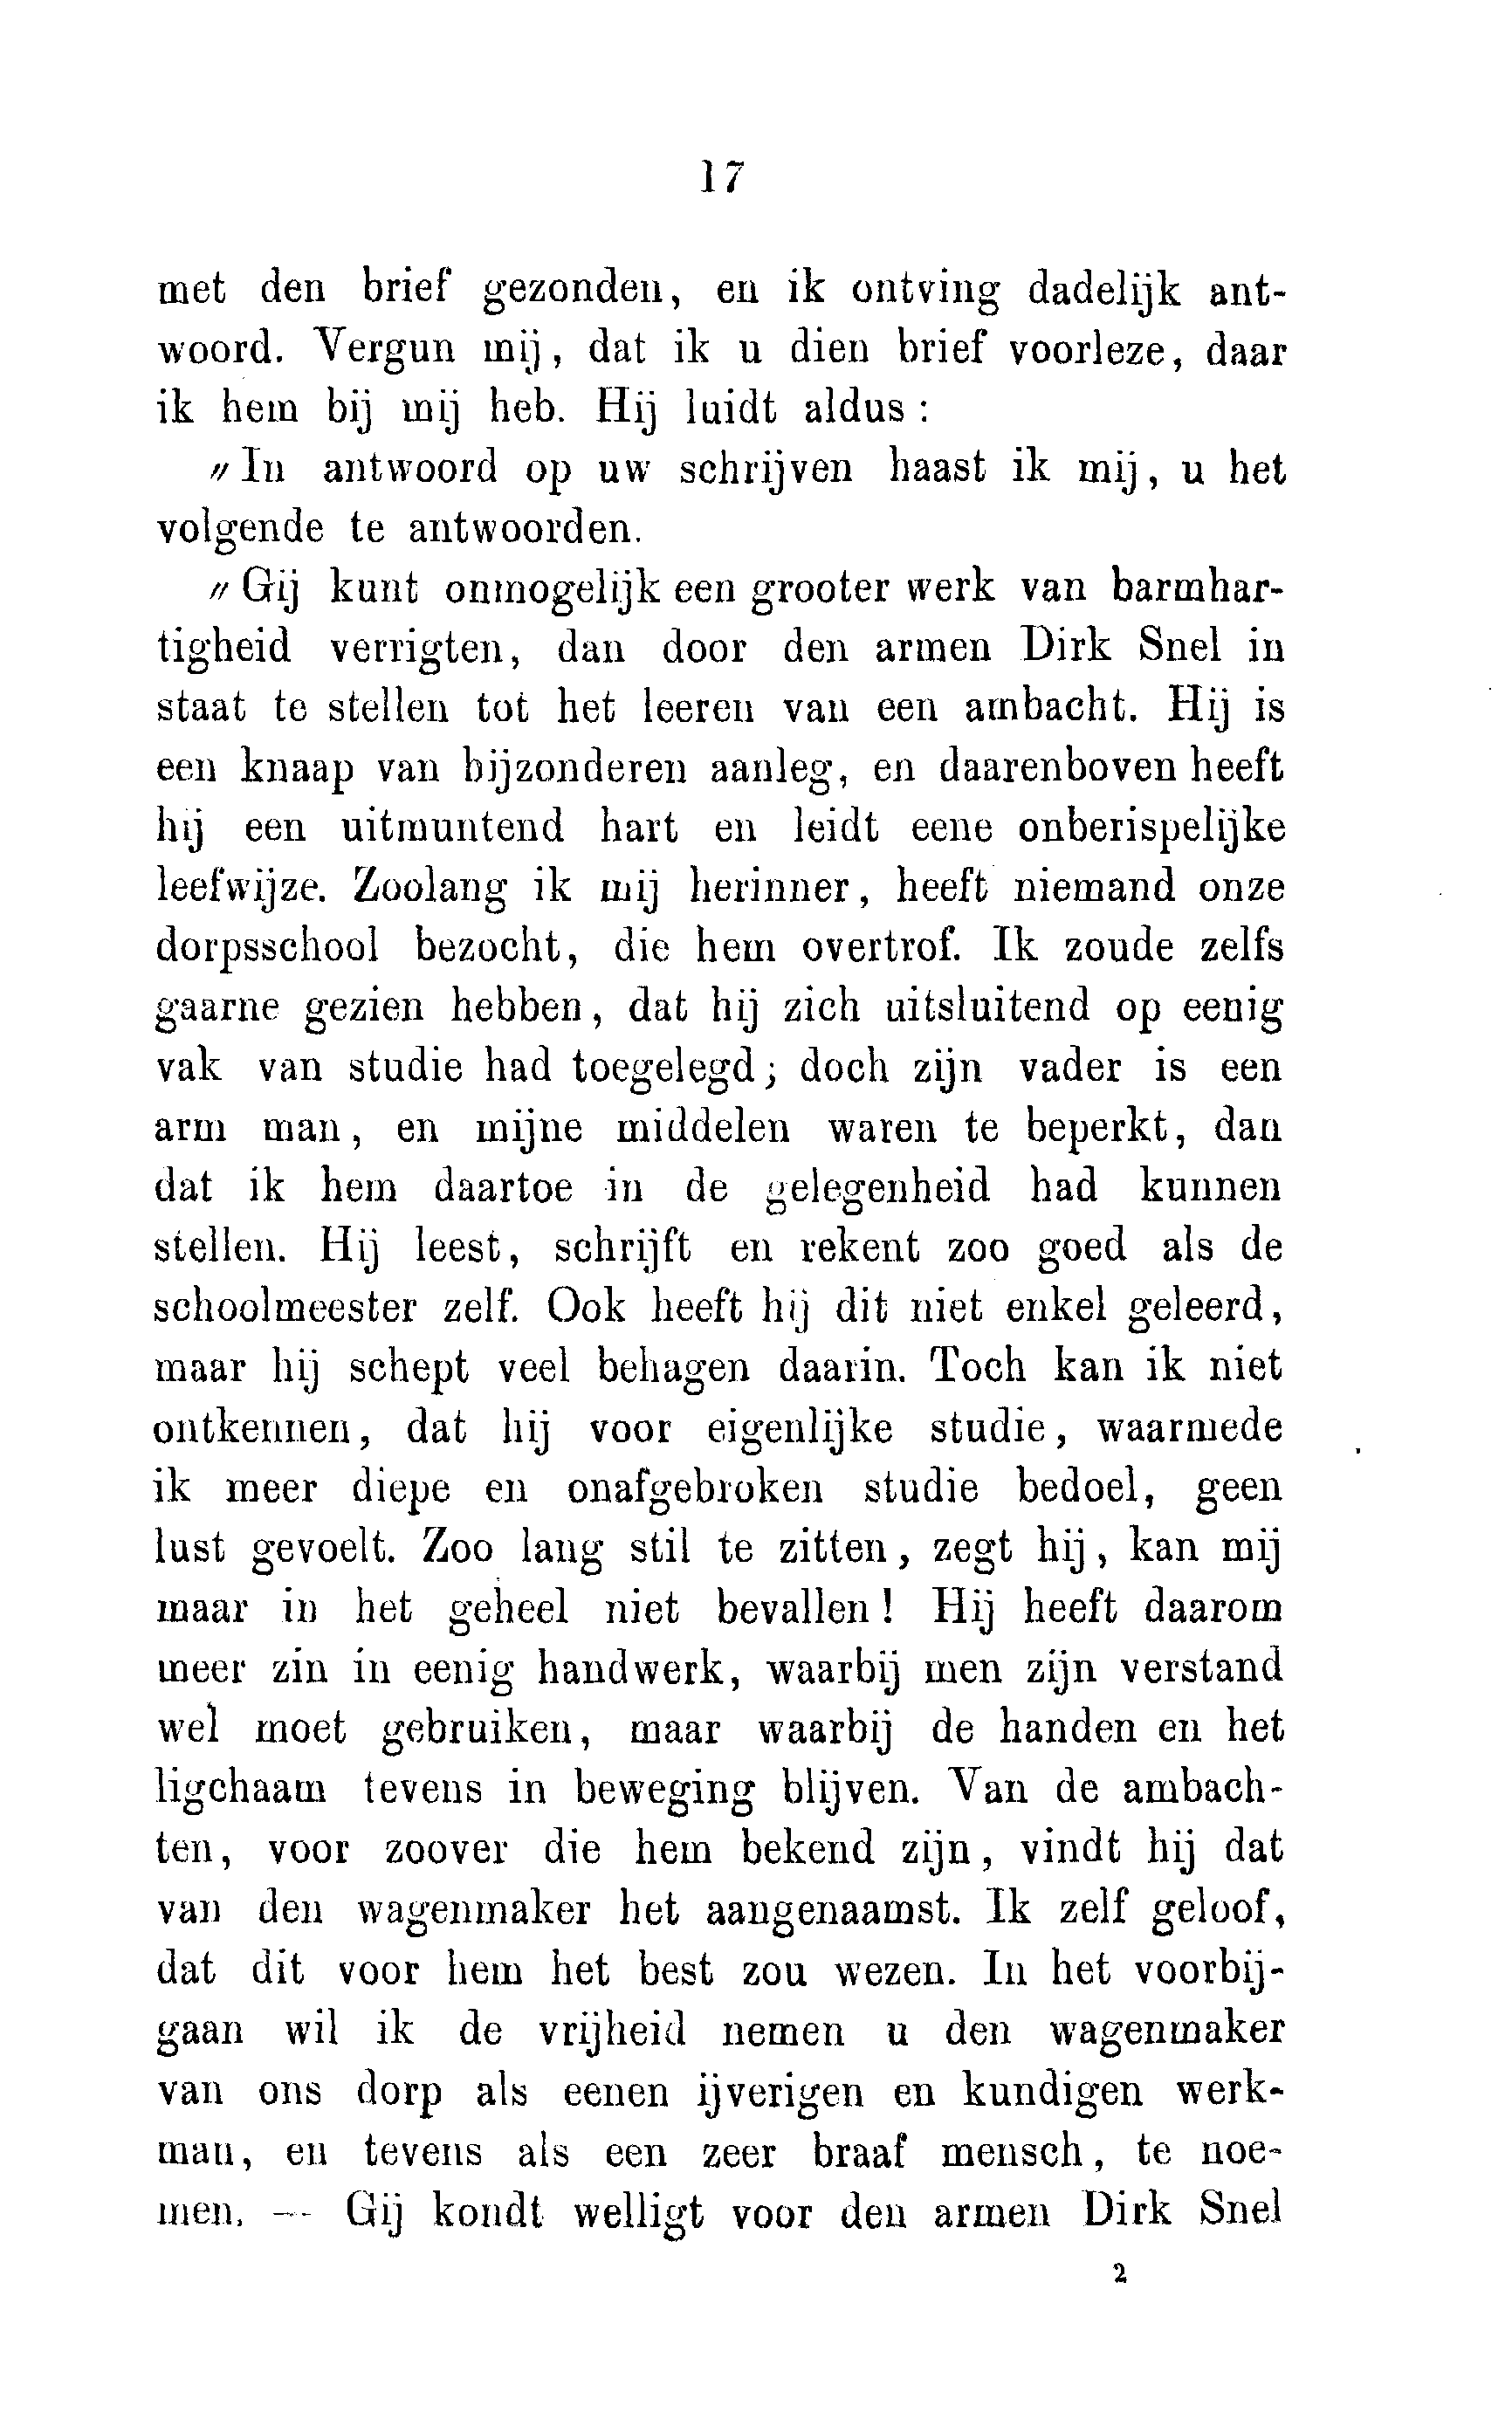 17
met den brief gezonden, en ik ontving dadelijk ant-
woord. Vergun mij, dat ik u dien brief voorleze, daar
ik hem bij mij heb. Hij luidt aldus:
"In antwoord op uw schrijven haast ik mij, u het
volgende te antwoorden.
"Gij kunt onmogelijk een grooter werk van barmhar-
tigheid verrigten, dan door den armen Dirk Snel in
staat te stellen tot het leeren van een ambacht. Hij is
een knaap van bijzonderen aanleg, en daarenboven heeft
hij een uitmuntend hart en leidt eene onberispelijke
leefwijze. Zoolang ik mij herinner, heeft niemand onze
dorpsschool bezocht, die hem overtrof. Ik zoude zelfs
gaarne gezien hebben, dat hij zich uitsluitend op eenig
vak van studie had toegelegd; doch zijn vader is een
arm man, en mijne middelen waren te beperkt, dan
dat ik hem daartoe in de gelegenheid had kunnen
stellen. Hij leest, schrijft en rekent zoo goed als de
schoolmeester zelf. Ook heeft hij dit niet enkel geleerd,
maar hij schept veel behagen daarin. Toch kan ik niet
ontkennen, dat hij voor eigenlijke studie, waarmede
ik meer diepe en onafgebroken studie bedoel, geen
lust gevoelt. Zoo lang stil te zitten, zegt hij, kan mij
maar in het geheel niet bevallen! Hij heeft daarom
meer zin in eenig handwerk, waarbij men zijn verstand
wel moet gebruiken, maar waarbij de handen en het
ligchaam tevens in beweging blijven. Van de ambach-
ten, voor zoover die hem bekend zijn, vindt hij dat
van den wagenmaker het aangenaamst. Ik zelf geloof,
dat dit voor hem het best zou wezen. In het voorbij-
gaan wil ik de vrijheid nemen u den wagenmaker
van ons dorp als eenen ijverigen en kundigen werk-
man, en tevens als een zeer braaf mensch, te noe-
men. — Gij kondt welligt voor den armen Dirk Snel
2